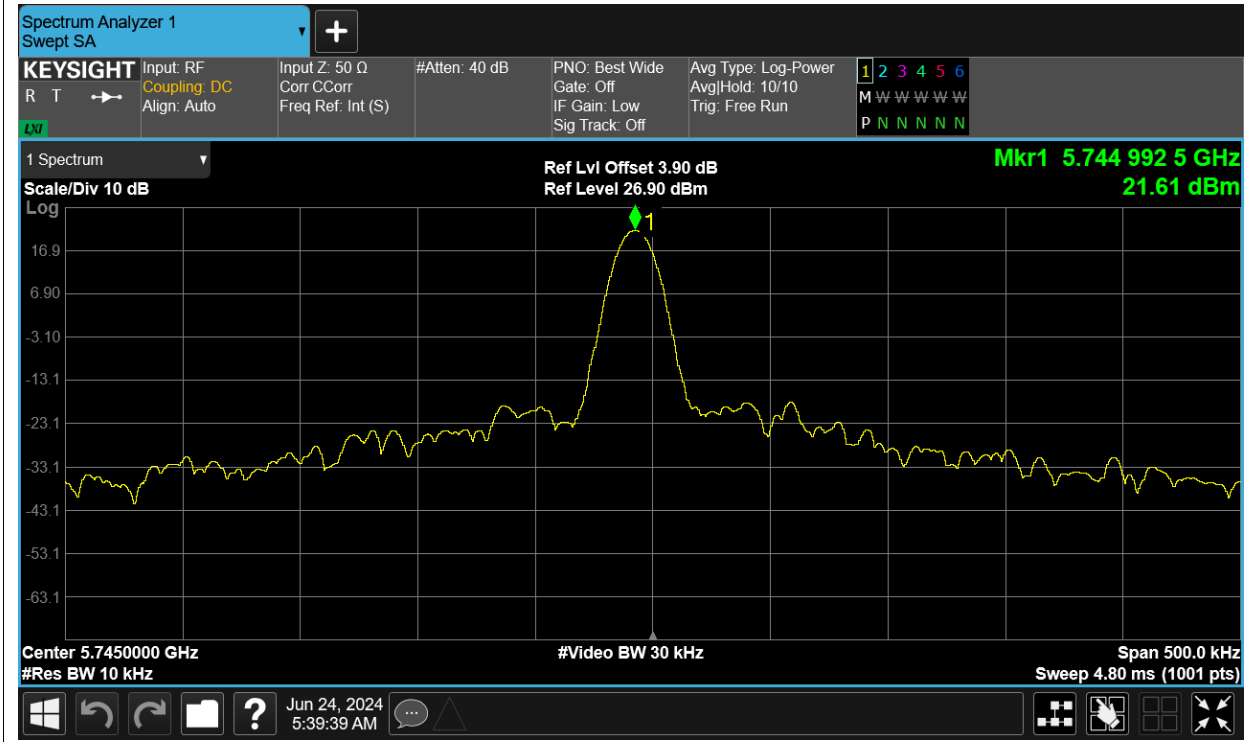 Spectrum Analyzer 1
Swept SA
KEYSIGHT
R T
LXI
Input: RF
Coupling: DC
Align: Auto
Input Z: 50 Ω
Corr CCorr
Freq Ref: Int (S)
#Atten: 40 dB
PNO: Best Wide
Gate: Off
IF Gain: Low
Sig Track: Off
Avg Type: Log-Power
Avg|Hold: 10/10
Trig: Free Run
1 2 3 4 5 6
M W W W W W
P N N N N N
1 Spectrum
Scale/Div 10 dB
Ref Lvl Offset 3.90 dB
Ref Level 26.90 dBm
Mkr1 5.744 992 5 GHz
21.61 dBm
Log
1
16.9
6.90
-3.10
-13.1
-23.1
-33.1
-43.1
-53.1
-63.1
Center 5.7450000 GHz
#Video BW 30 kHz
Span 500.0 kHz
#Res BW 10 kHz
Sweep 4.80 ms (1001 pts)
?
Jun 24, 2024
5:39:39 AM